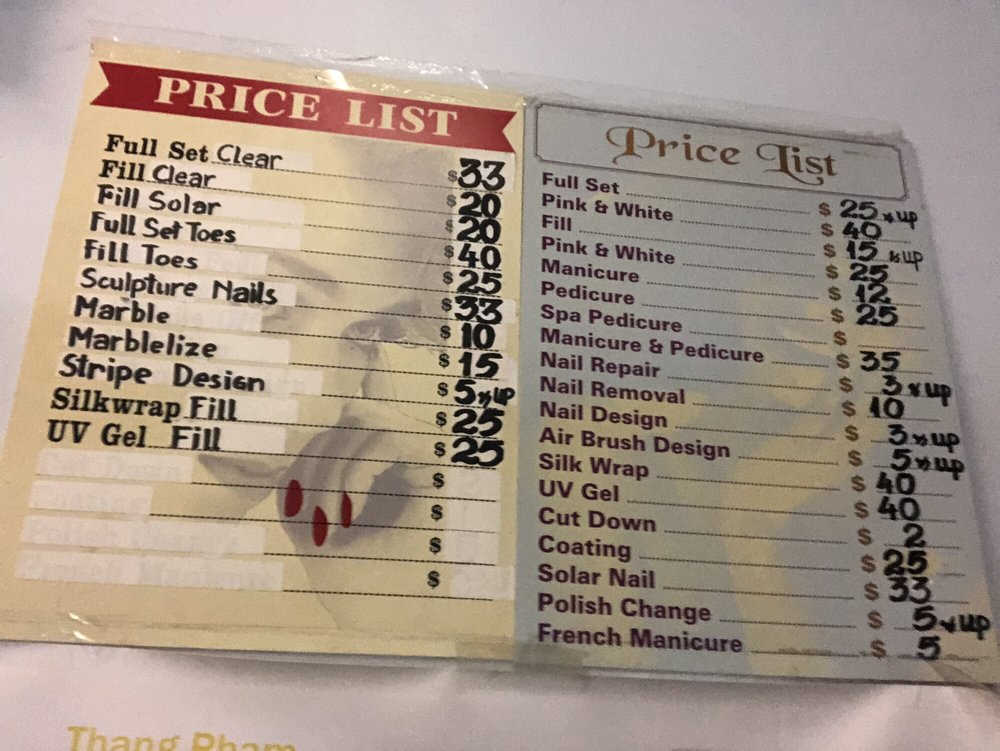 PRICE LIST
Full Set Clear $33
Fill Clear $20
Fill Solar $20
Full Set Toes $40
Fill Toes $25
Sculpture Nails $33
Marble $10
Marblelize $15
Stripe Design $5 & up
Silkwrap Fill $25
UV Gel Fill $25
$
$
$
$
Price List
Full Set $25 & up
Pink & White $40
Fill $15 & up
Pink & White $25
Manicure $12
Pedicure $25
Spa Pedicure $
Manicure & Pedicure $35
Nail Repair $3 & up
Nail Removal $10
Nail Design $3 & up
Air Brush Design $5 & up
Silk Wrap $40
UV Gel $40
Cut Down $2
Coating $25
Solar Nail $33
Polish Change $5 & up
French Manicure $5
Thang Pham